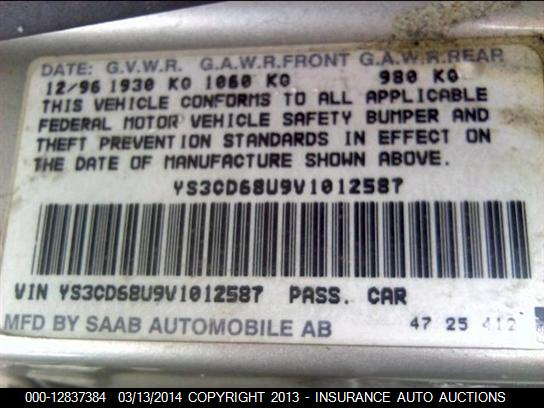 DATE: G.V.W.R. G.A.W.R.FRONT G.A.W.R.REAR
12/96 1930 KG 1060 KG 980 KG
THIS VEHICLE CONFORMS TO ALL APPLICABLE
FEDERAL MOTOR VEHICLE SAFETY BUMPER AND
THEFT PREVENTION STANDARDS IN EFFECT ON
THE DATE OF MANUFACTURE SHOWN ABOVE.
YS3CD68U9V1012587
VIN YS3CD68U9V1012587 PASS. CAR
MFD BY SAAB AUTOMOBILE AB 47 25 412
000-12837384 03/13/2014 COPYRIGHT 2013 - INSURANCE AUTO AUCTIONS